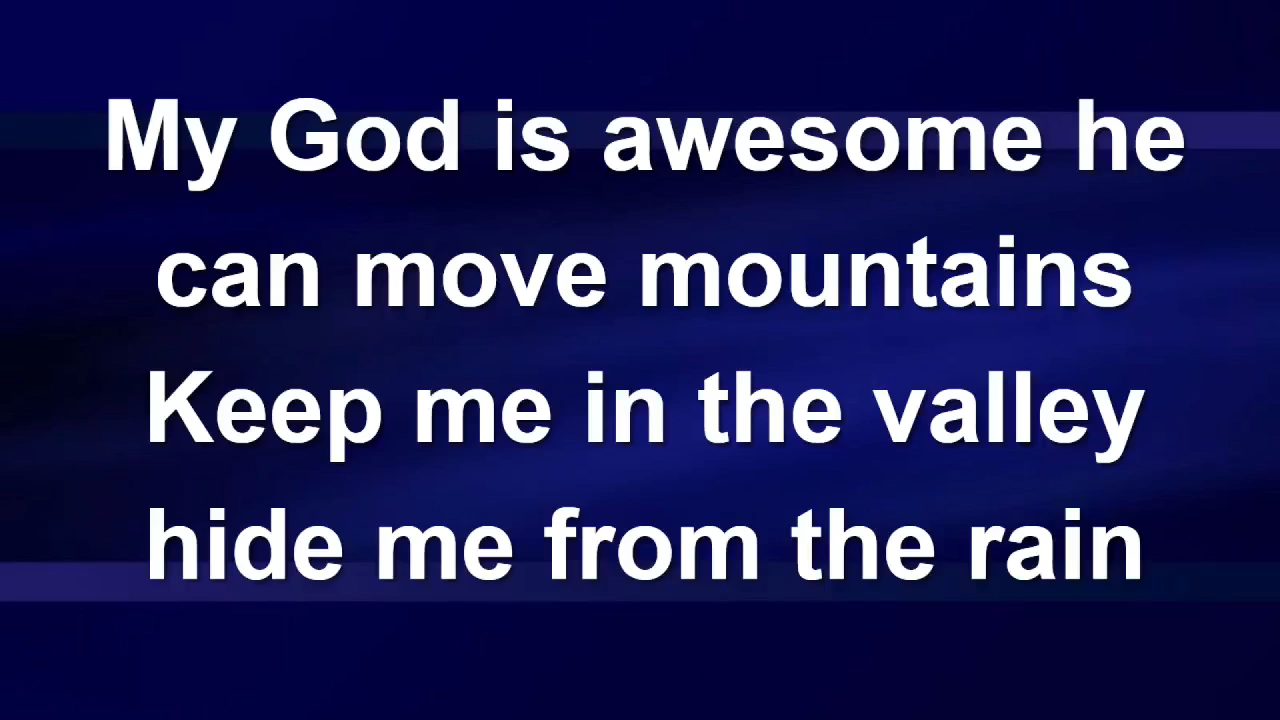 My God is awesome he
can move mountains
Keep me in the valley
hide me from the rain